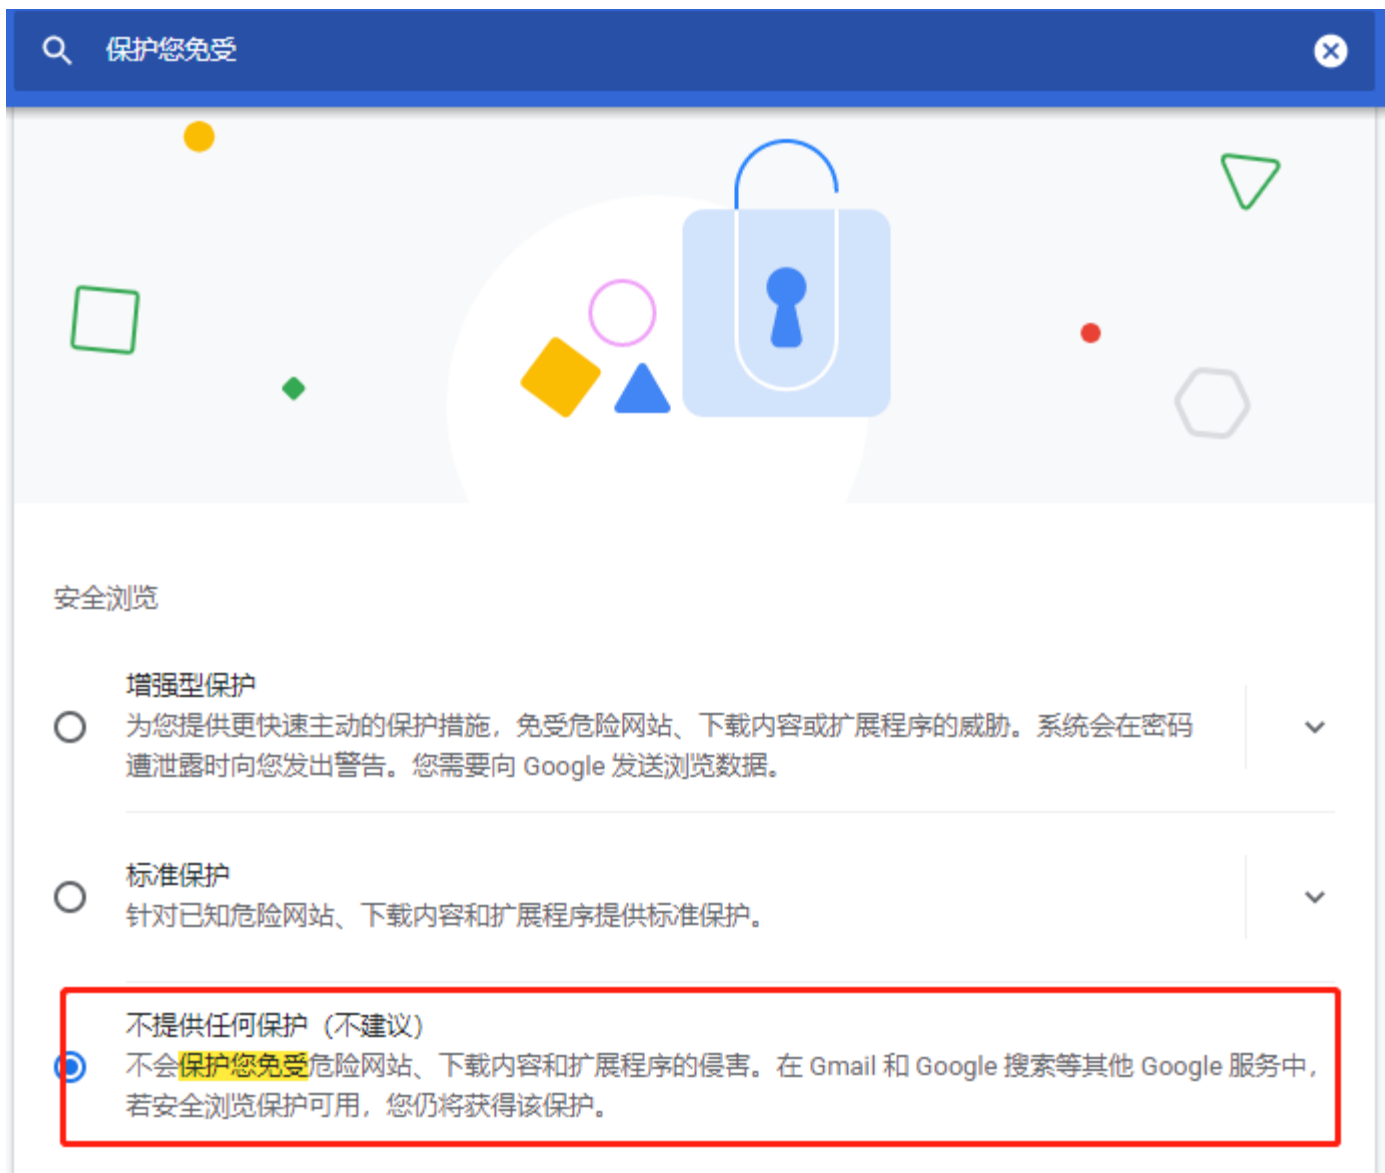 保护您免受
安全浏览
增强型保护
为您提供更快速主动的保护措施，免受危险网站、下载内容或扩展程序的威胁。系统会在密码
遭泄露时向您发出警告。您需要向 Google 发送浏览数据。
标准保护
针对已知危险网站、下载内容和扩展程序提供标准保护。
不提供任何保护（不建议）
不会保护您免受危险网站、下载内容和扩展程序的侵害。在 Gmail 和 Google 搜索等其他 Google 服务中，
若安全浏览保护可用，您仍将获得该保护。